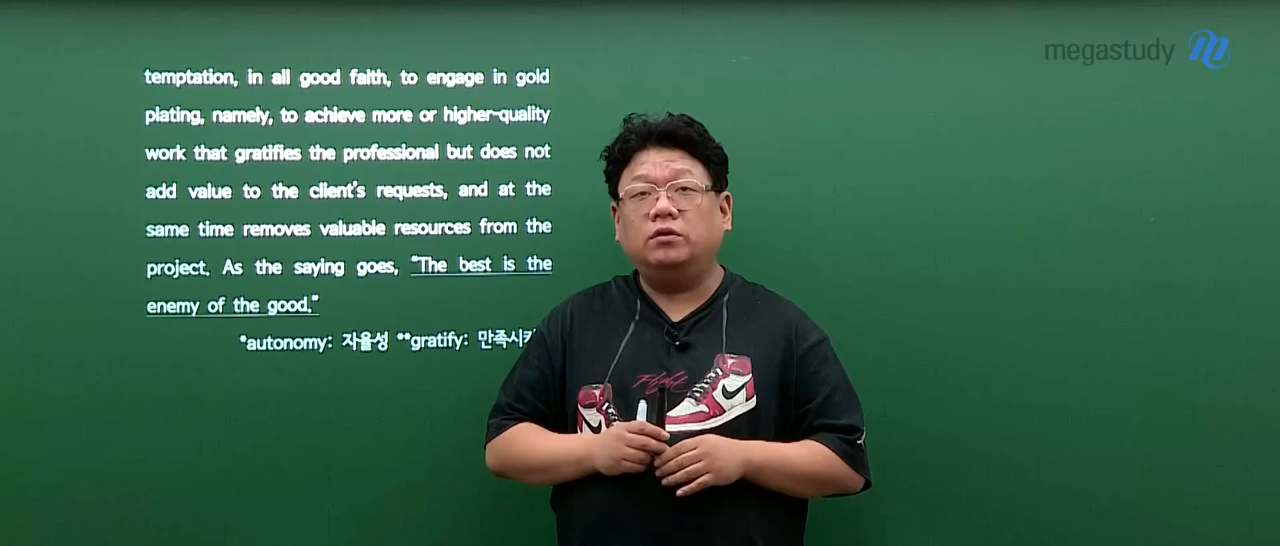 megastudy
temptation, in all good faith, to engage in gold
plating, namely, to achieve more or higher-quality
work that gratifies the professional but does not
add value to the client's requests, and at the
same time removes valuable resources from the
project. As the saying goes, “The best is the
enemy of the good.”
*autonomy: 자율성 **gratify: 만족시키
Flight